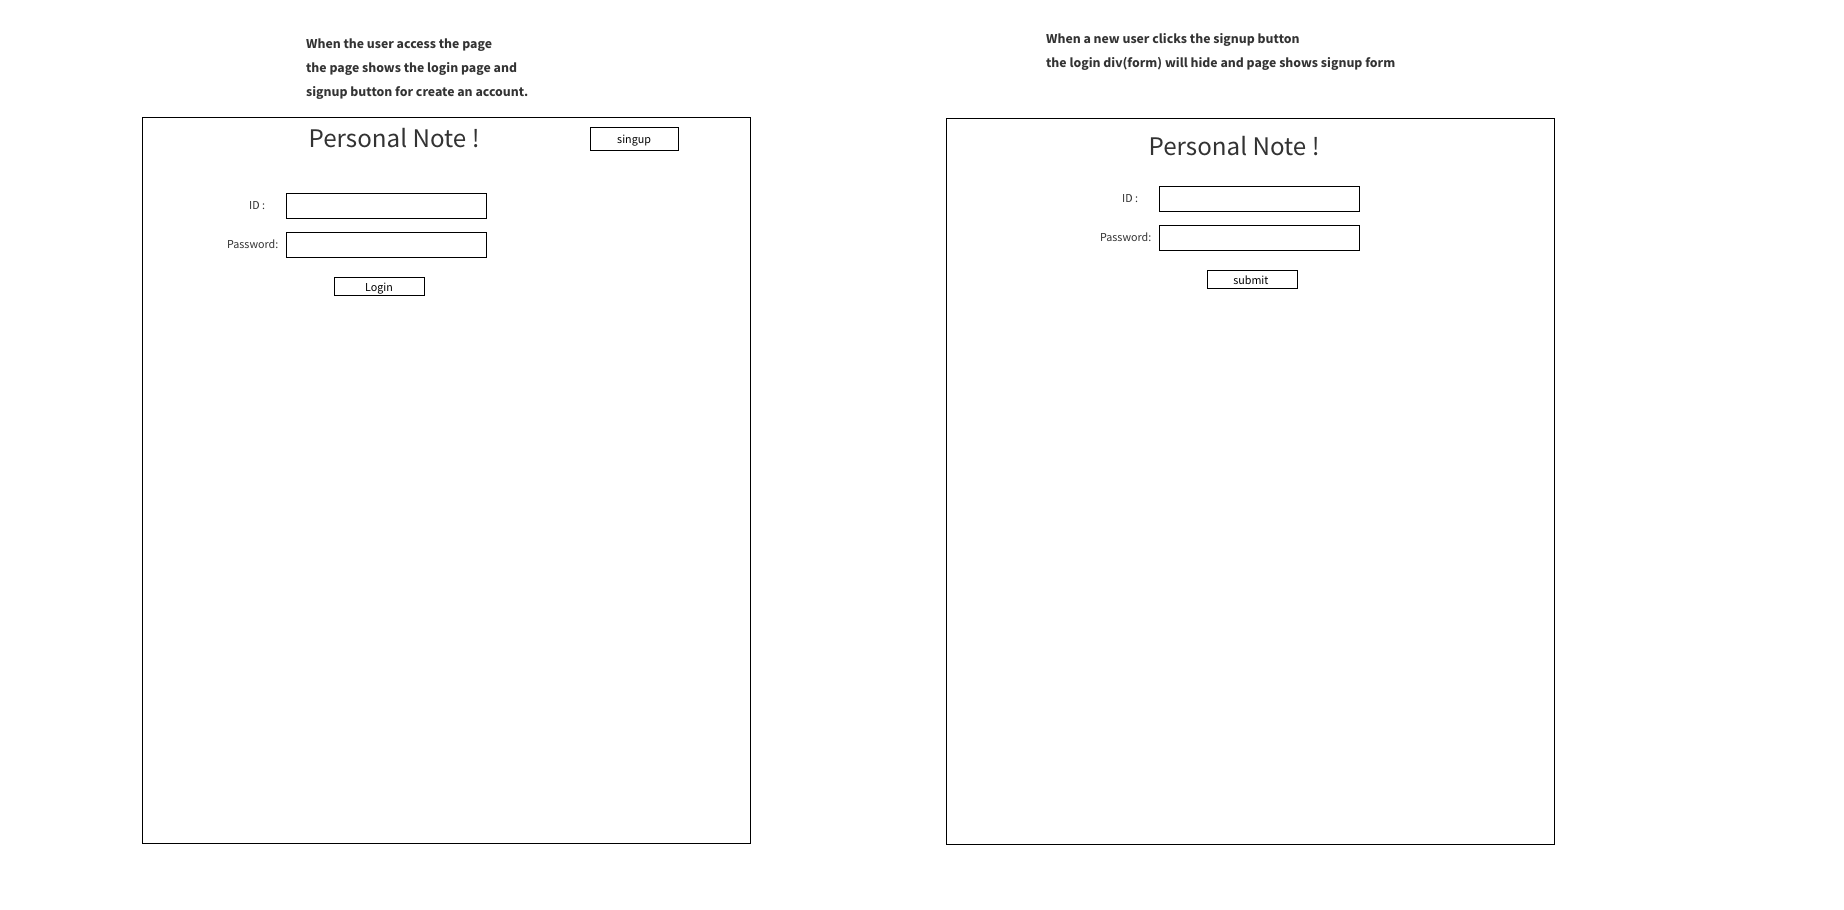 When the user access the page
the page shows the login page and
signup button for create an account.
Personal Note !
singup
ID :
Password:
Login
When a new user clicks the signup button
the login div(form) will hide and page shows signup form
Personal Note !
ID :
Password:
submit